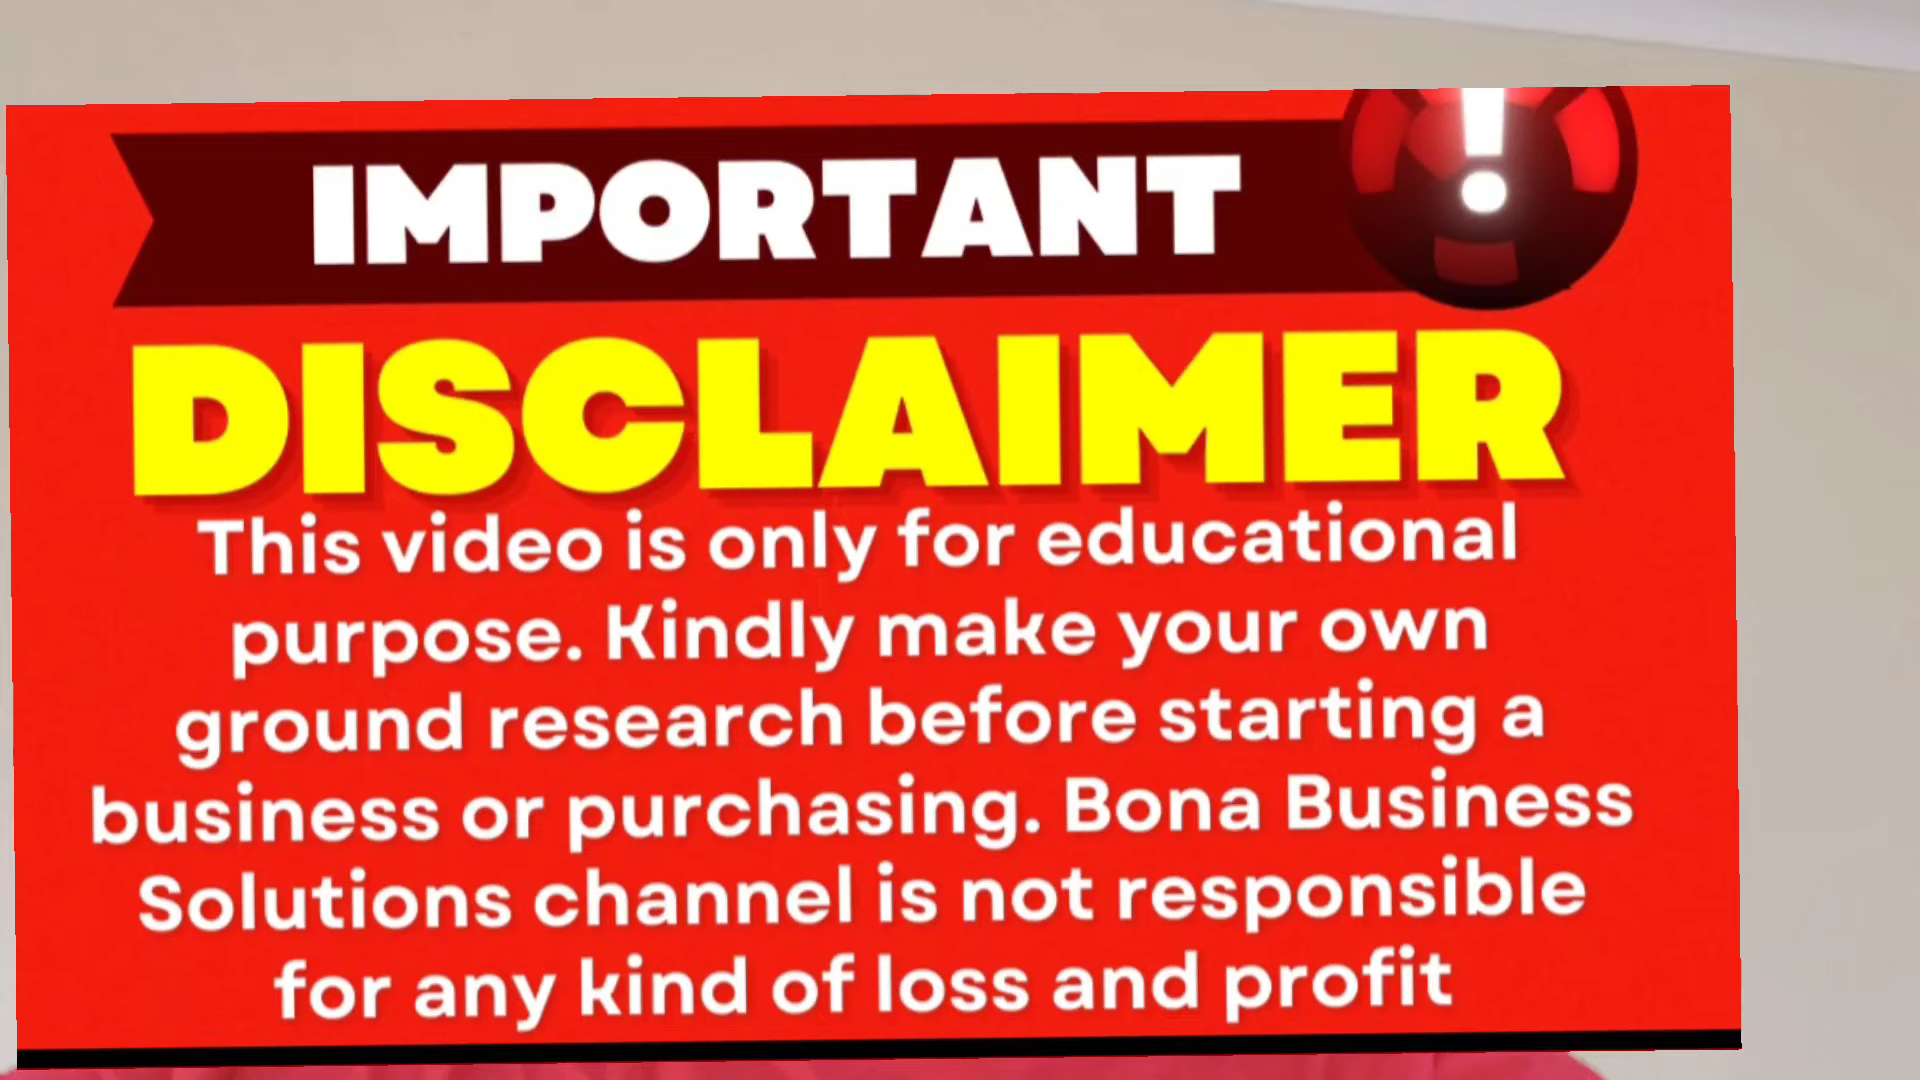 IMPORTANT
DISCLAIMER
This video is only for educational
purpose. Kindly make your own
ground research before starting a
business or purchasing. Bona Business
Solutions channel is not responsible
for any kind of loss and profit